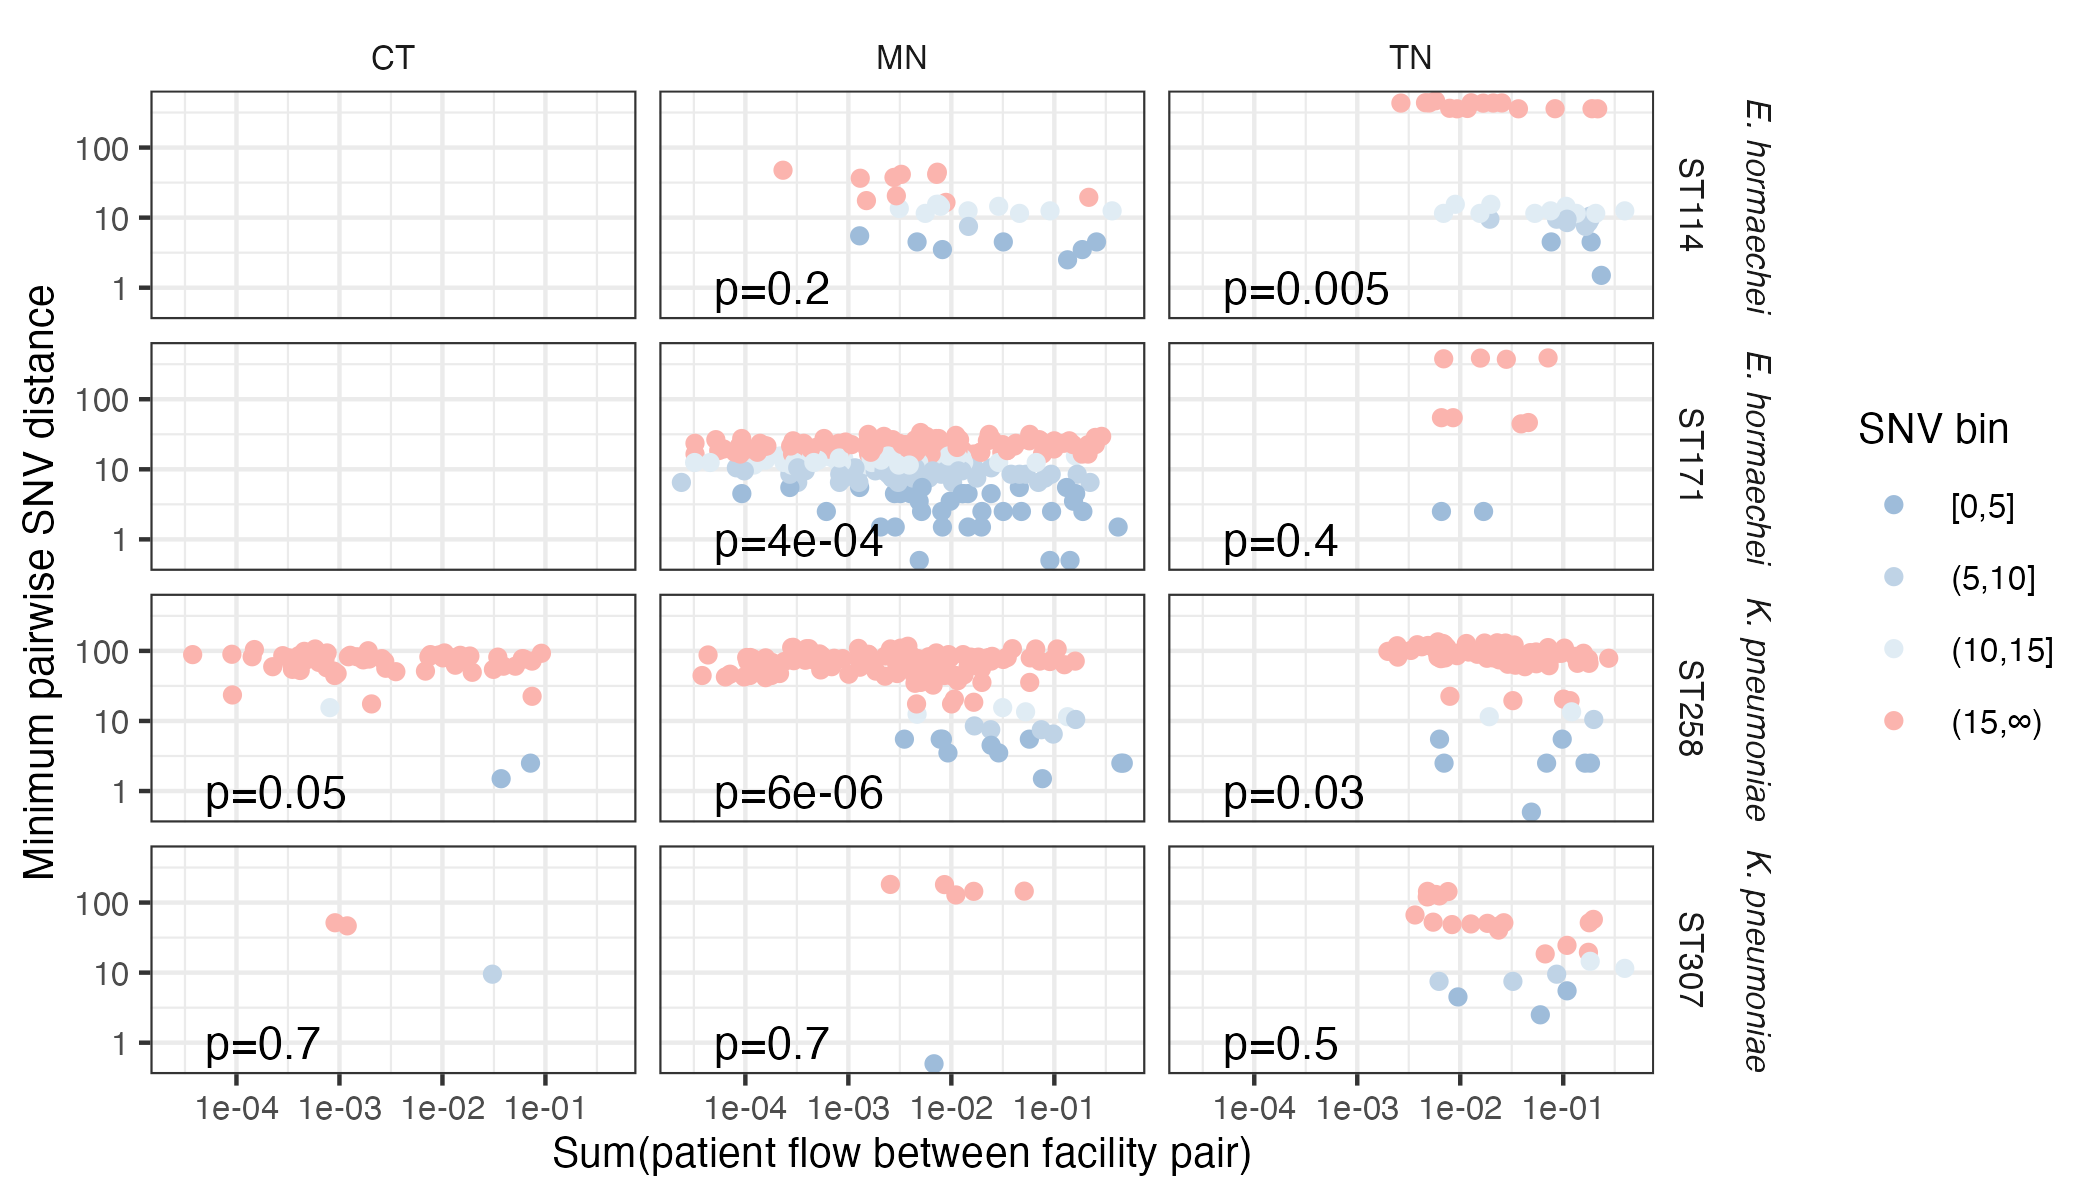 CT
MN
TN
Minimum pairwise SNV distance
100
10
1
p=0.2
p=0.005
ST114
E. hormaechei
100
10
1
p=4e-04
p=0.4
ST171
E. hormaechei
100
10
1
p=0.05
p=6e-06
p=0.03
ST258
K. pneumoniae
100
10
1
p=0.7
p=0.7
p=0.5
ST307
K. pneumoniae
1e-04 1e-03 1e-02 1e-01
1e-04 1e-03 1e-02 1e-01
1e-04 1e-03 1e-02 1e-01
Sum(patient flow between facility pair)
SNV bin
[0,5]
(5,10]
(10,15]
(15,∞)